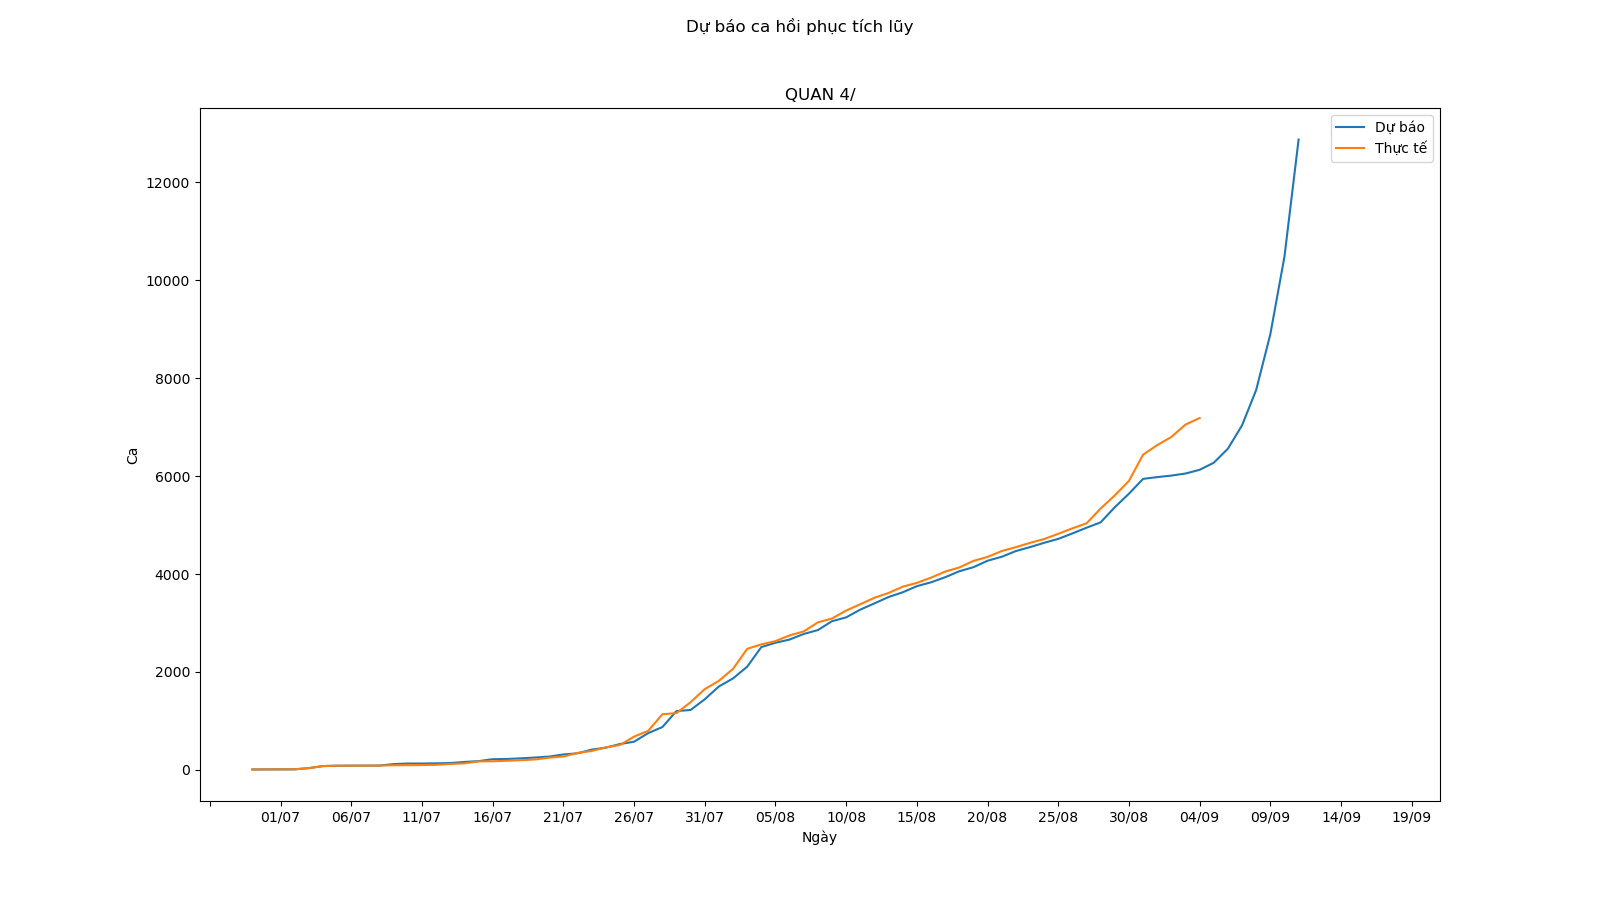 Dự báo ca hồi phục tích lũy
QUAN 4/
Dự báo
Thực tế
12000
10000
8000
6000
4000
2000
0
Ca
01/07 06/07 11/07 16/07 21/07 26/07 31/07 05/08 10/08 15/08 20/08 25/08 30/08 04/09 09/09 14/09 19/09
Ngày